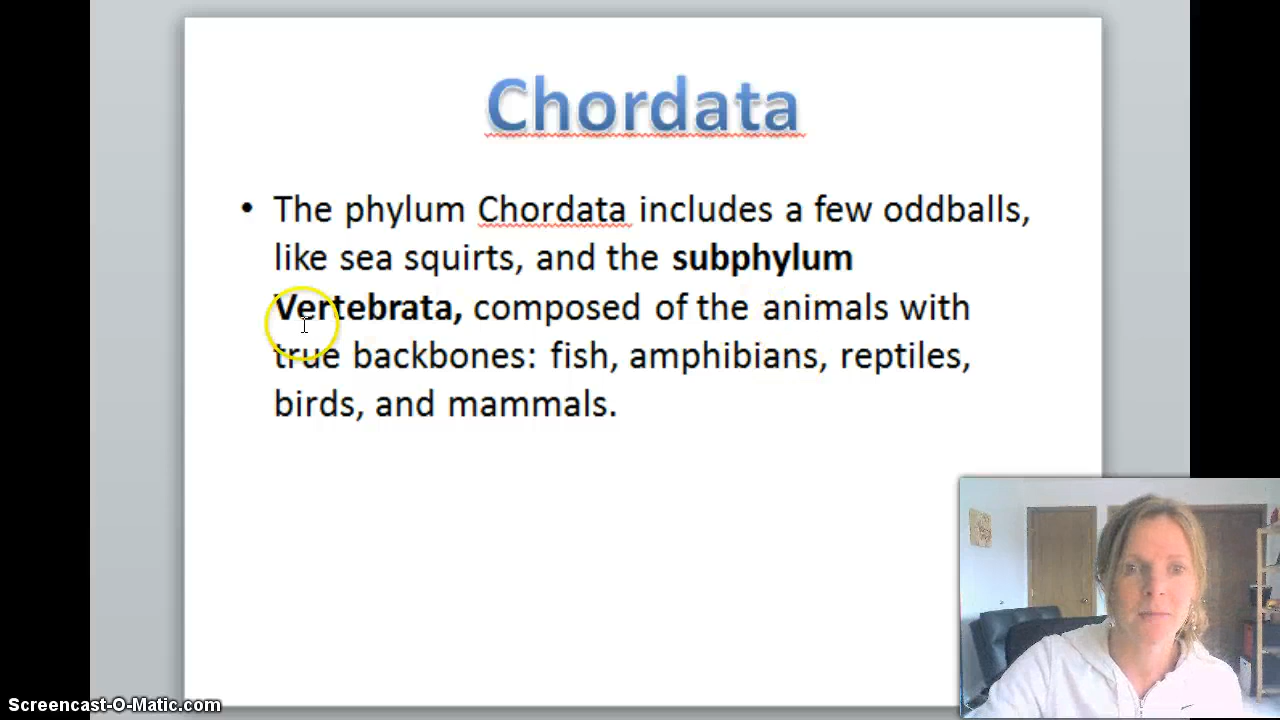 Chordata
• The phylum Chordata includes a few oddballs,
like sea squirts, and the subphylum
Vertebrata, composed of the animals with
true backbones: fish, amphibians, reptiles,
birds, and mammals.
Screencast-O-Matic.com